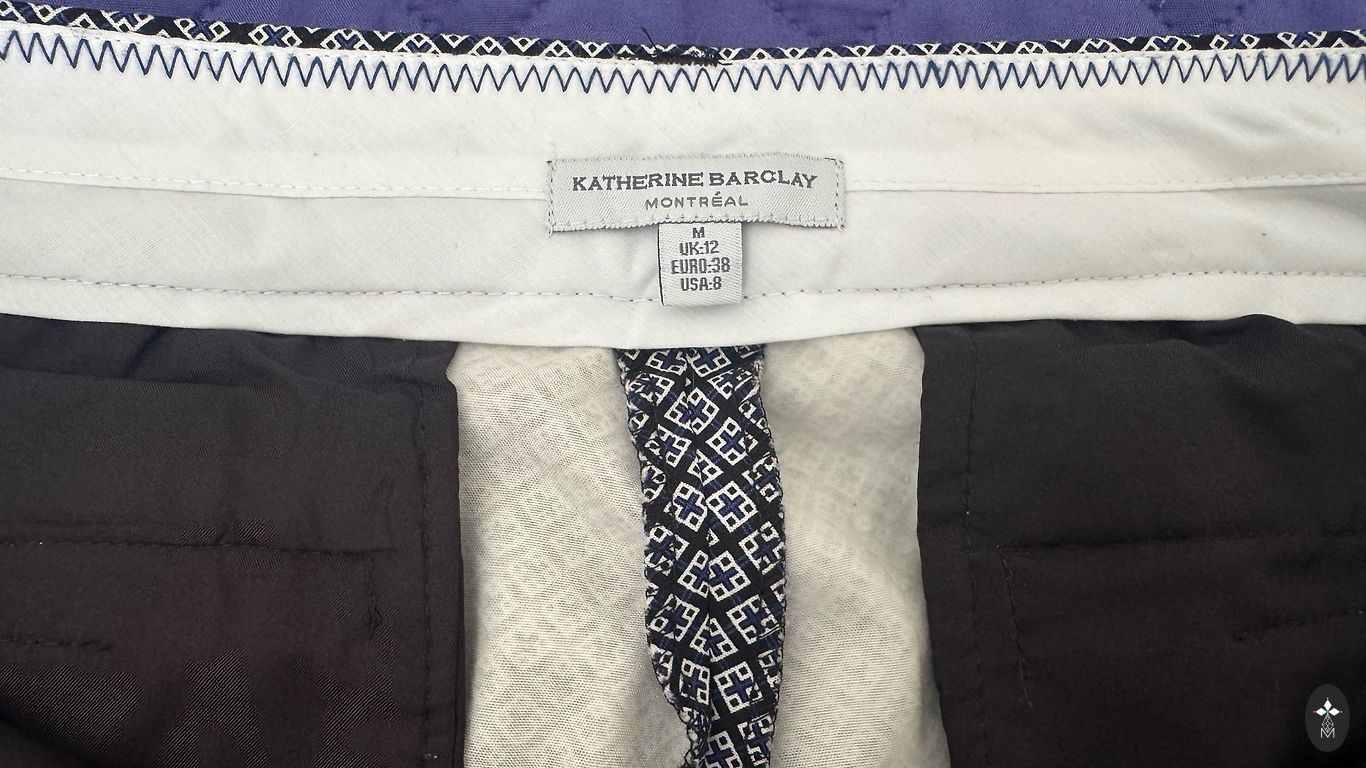 KATHERINE BARCLAY
MONTRÉAL
M
UK:12
EURO:38
USA:8
M